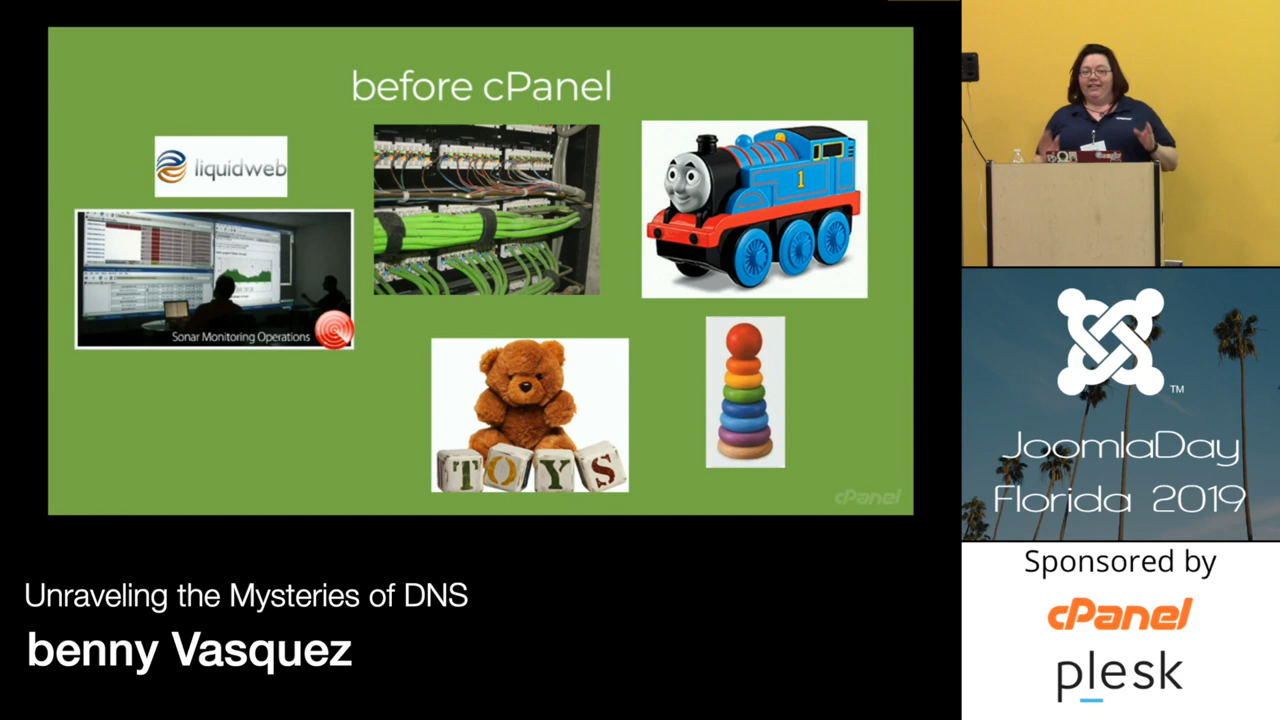 before cPanel
liquidweb
1
Sonar Monitoring Operations
TOYS
cPanel
Unraveling the Mysteries of DNS
benny Vasquez
TM
JoomlaDay
Florida 2019
Sponsored by
cPanel
plesk